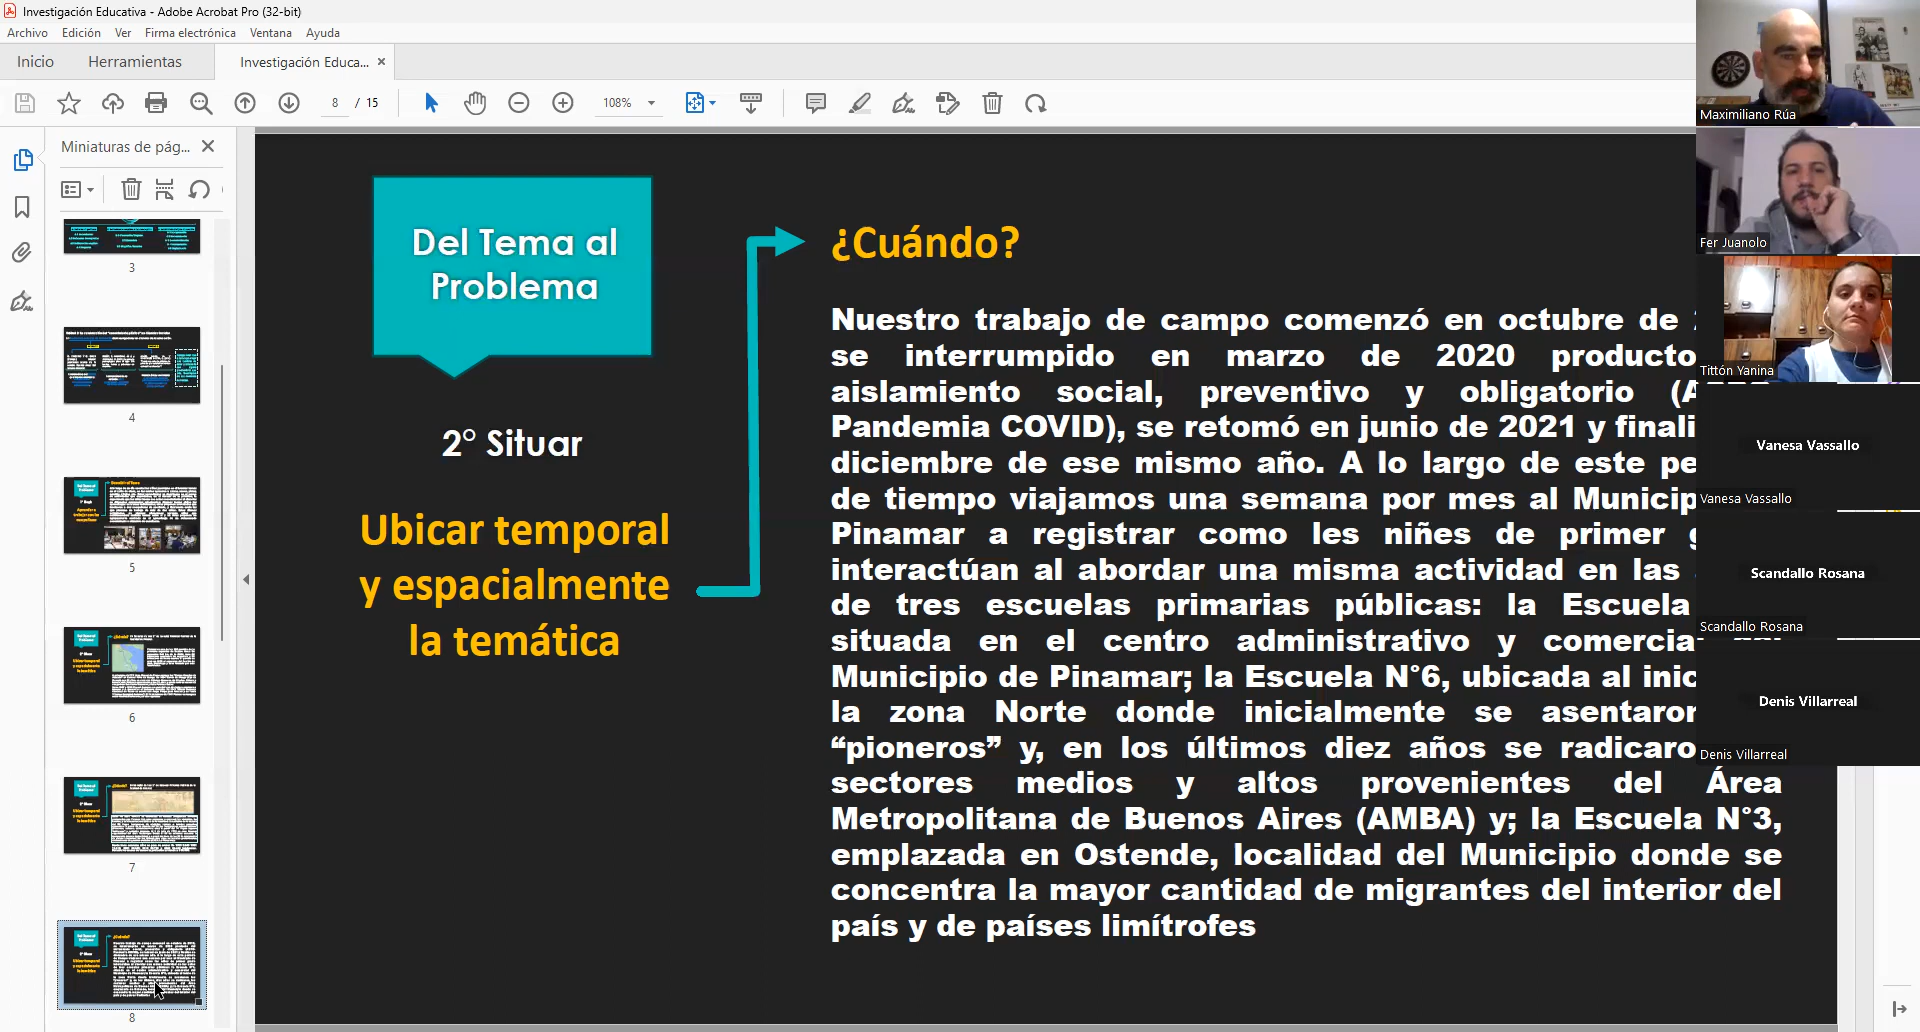 Investigación Educativa - Adobe Acrobat Pro (32-bit)
Archivo Edición Ver Firma electrónica Ventana Ayuda
Inicio Herramientas Investigación Educa...
8 / 15 108%
Miniaturas de pág...
3
4
5
6
7
8
Del Tema al
Problema
2° Situar
Ubicar temporal
y espacialmente
la temática
¿Cuándo?
Nuestro trabajo de campo comenzó en octubre de
se interrumpido en marzo de 2020 producto
aislamiento social, preventivo y obligatorio
Pandemia COVID), se retomó en junio de 2021 y
diciembre de ese mismo año. A lo largo de este
de tiempo viajamos una semana por mes al
Pinamar a registrar como les niñes de primer
interactúan al abordar una misma actividad en las
de tres escuelas primarias públicas: la Escuela
situada en el centro administrativo y
Municipio de Pinamar; la Escuela N°6, ubicada al
la zona Norte donde inicialmente se
“pioneros” y, en los últimos diez años se
sectores medios y altos provenientes del Área
Metropolitana de Buenos Aires (AMBA) y; la Escuela N°3,
emplazada en Ostende, localidad del Municipio donde se
concentra la mayor cantidad de migrantes del interior del
país y de países limítrofes
Maximiliano Rúa
Fer Juanolo
Tittón Yanina
Vanesa Vassallo
Vanesa Vassallo
Scandallo Rosana
Scandallo Rosana
Denis Villarreal
Denis Villarreal